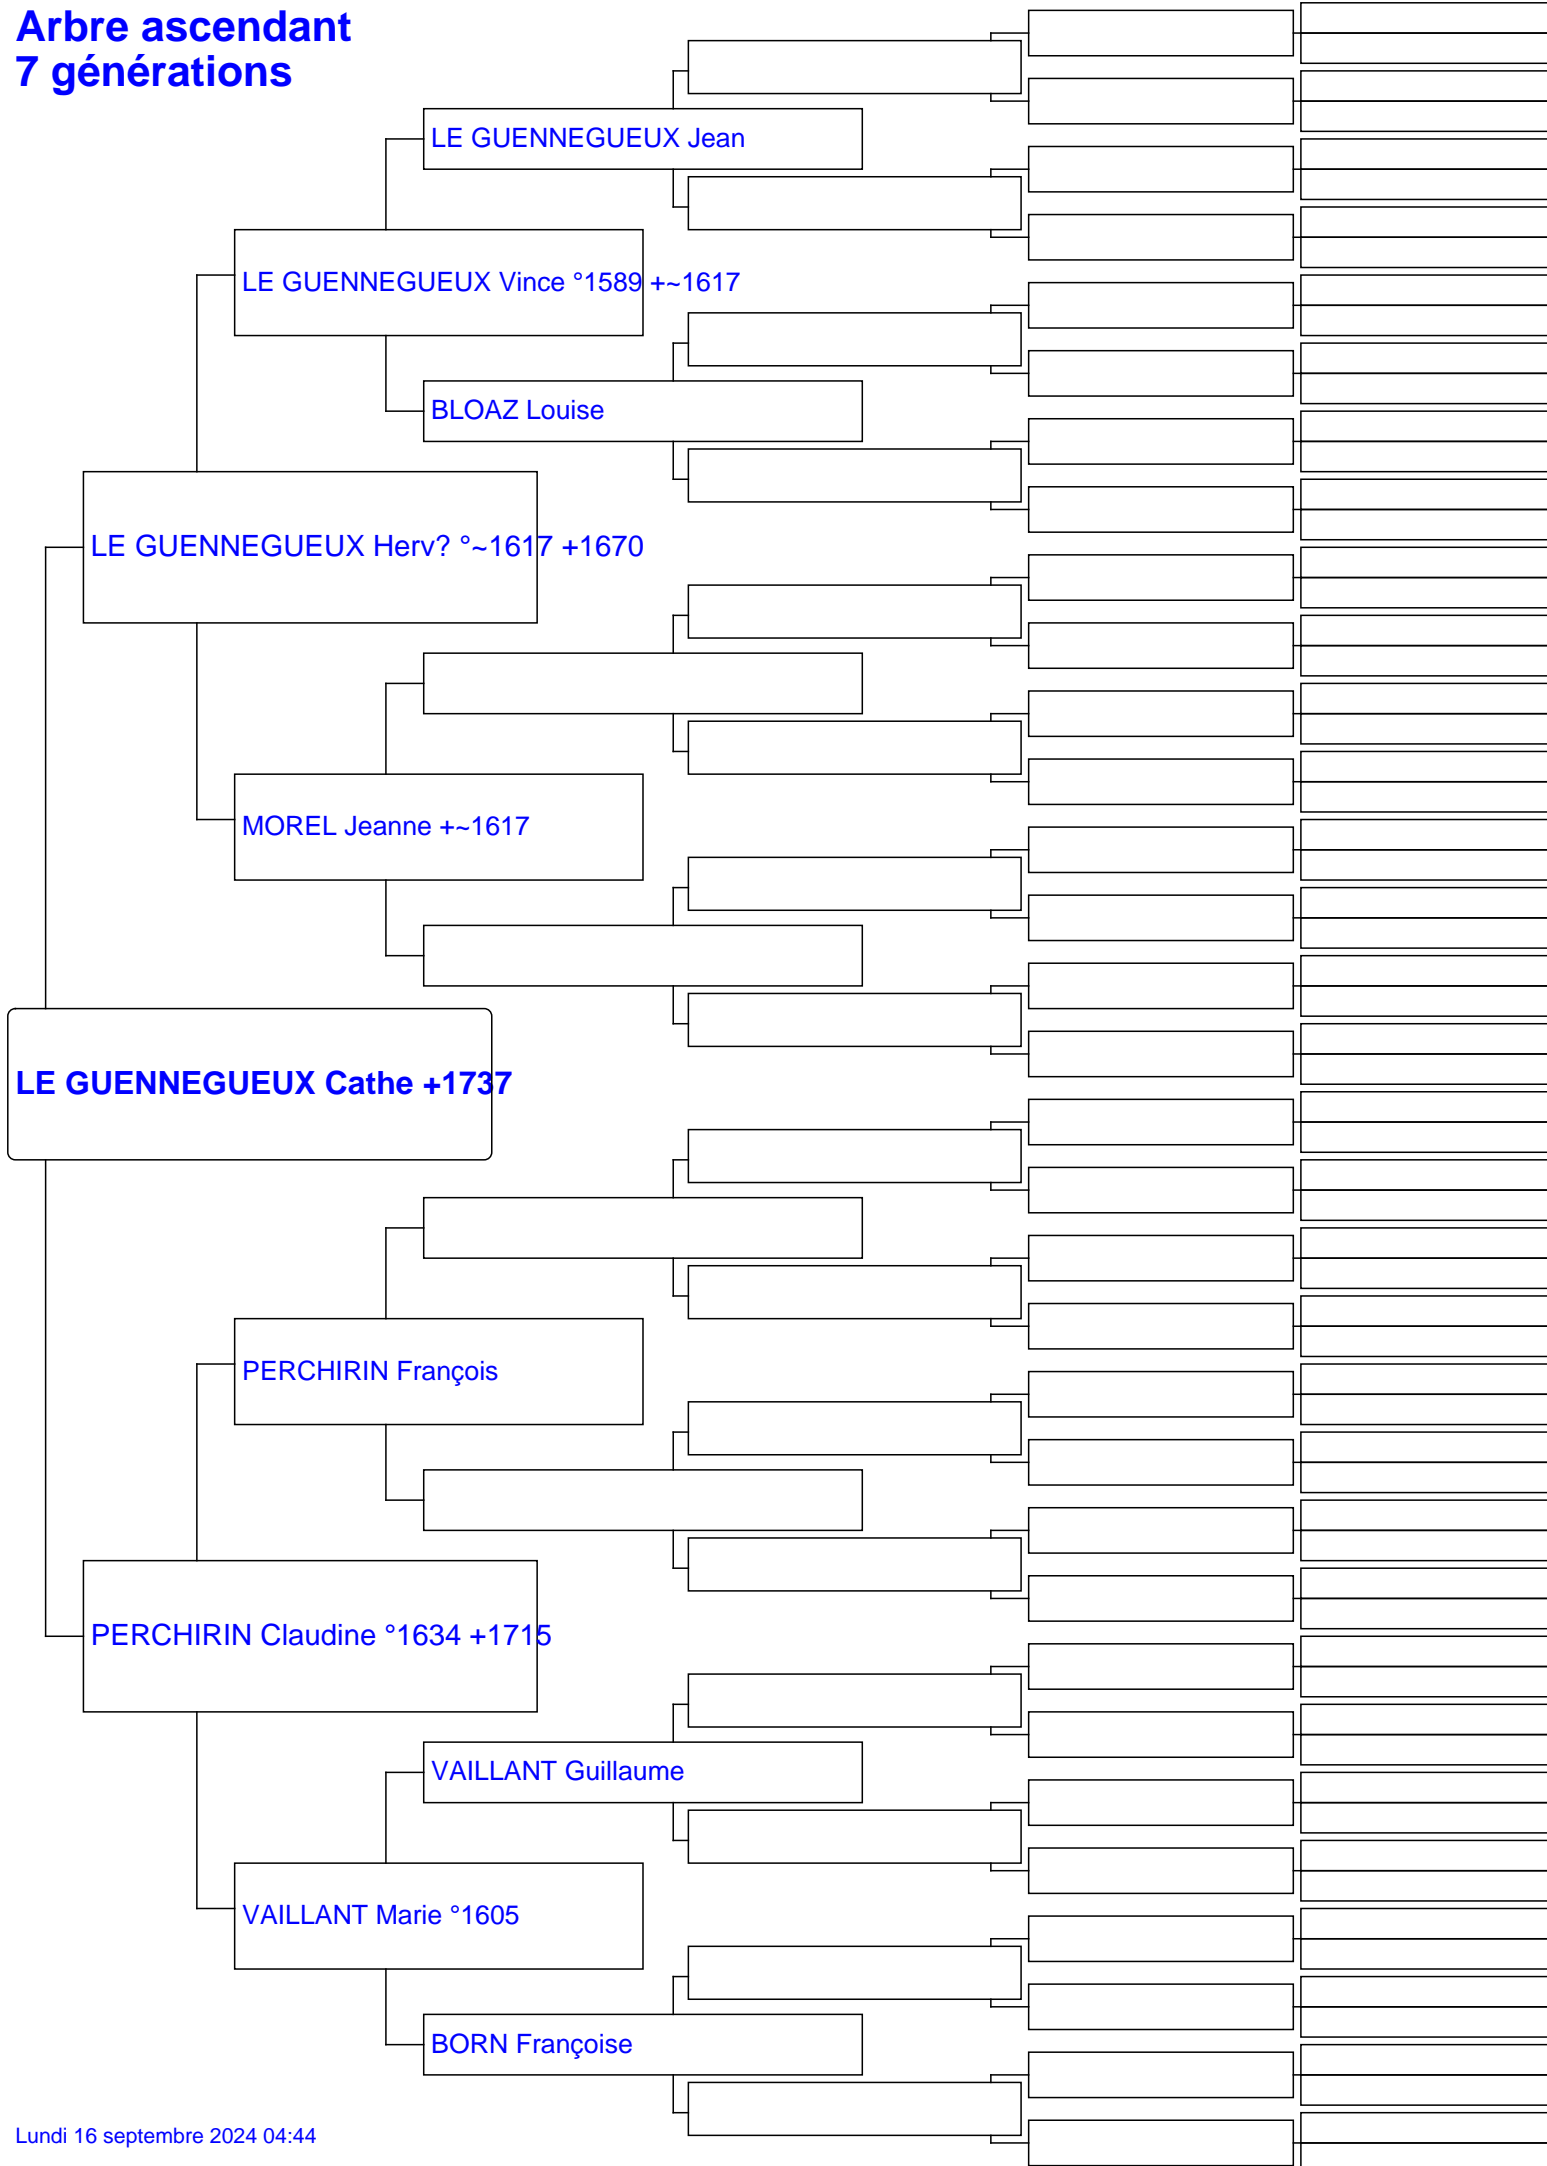 Arbre ascendant
7 générations
LE GUENNEGUEUX Jean
LE GUENNEGUEUX Vince °1589 +~1617
BLOAZ Louise
LE GUENNEGUEUX Herv? °~1617 +1670
MOREL Jeanne +~1617
LE GUENNEGUEUX Cathe +1737
PERCHIRIN François
PERCHIRIN Claudine °1634 +1715
VAILLANT Guillaume
VAILLANT Marie °1605
BORN Françoise
Lundi 16 septembre 2024 04:44